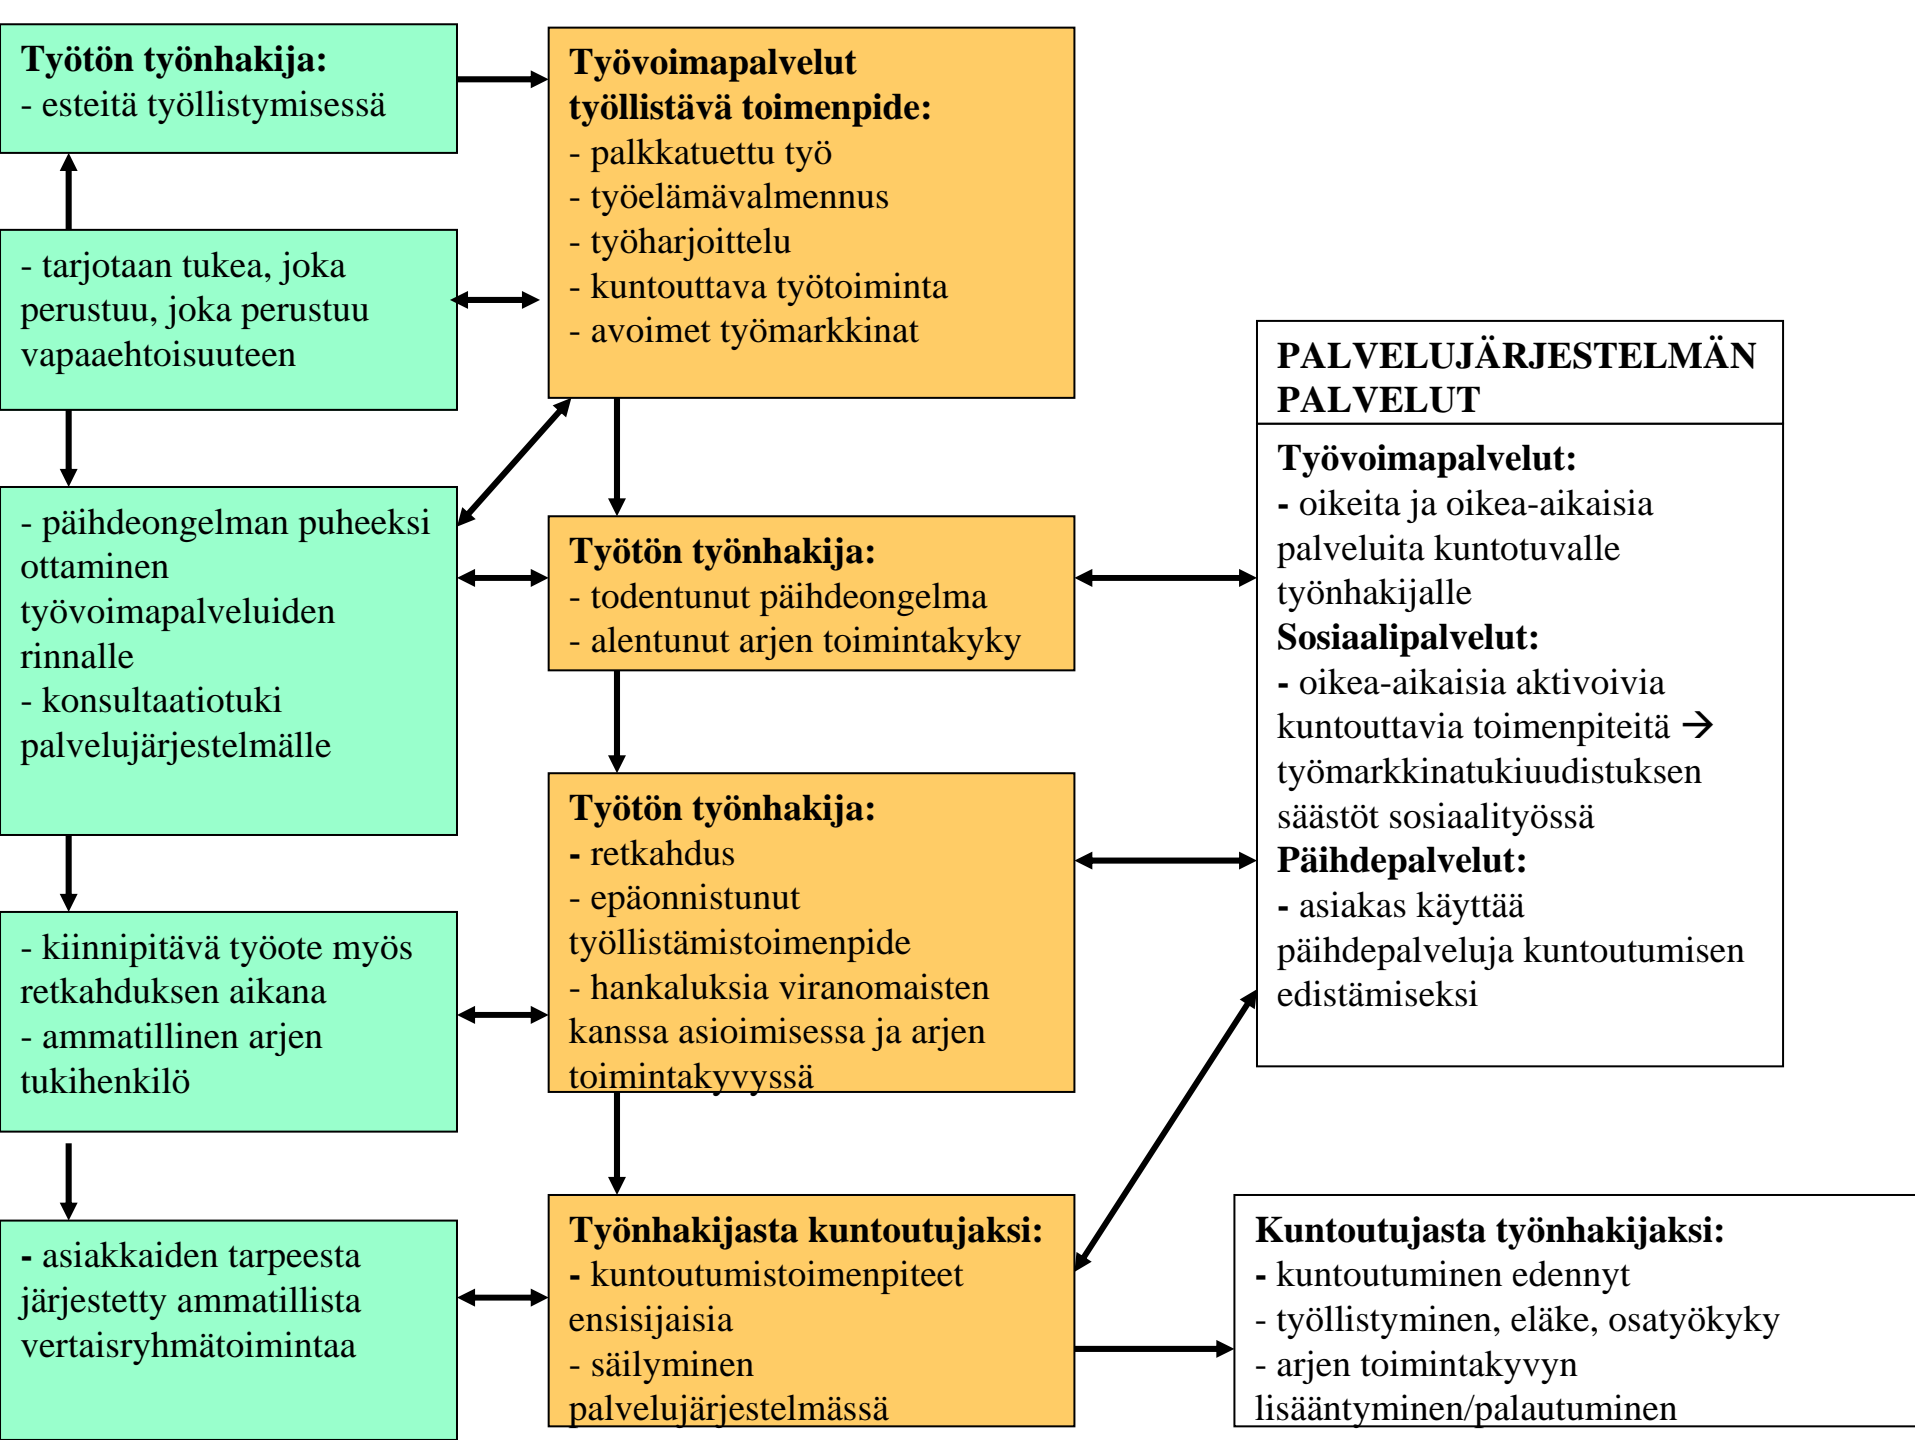 Työtön työnhakija:
- esteitä työllistymisessä
- tarjotaan tukea, joka
perustuu, joka perustuu
vapaaehtoisuuteen
- päihdeongelman puheeksi
ottaminen
työvoimapalveluiden
rinnalle
- konsultaatiotuki
palvelujärjestelmälle
- kiinnipitävä työote myös
retkahduksen aikana
- ammatillinen arjen
tukihenkilö
- asiakkaiden tarpeesta
järjestetty ammatillista
vertaisryhmätoimintaa
Työvoimapalvelut
työllistävä toimenpide:
- palkkatuettu työ
- työelämävalmennus
- työharjoittelu
- kuntouttava työtoiminta
- avoimet työmarkkinat
Työtön työnhakija:
- todentunut päihdeongelma
- alentunut arjen toimintakyky
Työtön työnhakija:
- retkahdus
- epäonnistunut
työllistämistoimenpide
- hankaluksia viranomaisten
kanssa asioimisessa ja arjen
toimintakyvyssä
Työnhakijasta kuntoutujaksi:
- kuntoutumistoimenpiteet
ensisijaisia
- säilyminen
palvelujärjestelmässä
PALVELUJÄRJESTELMÄN
PALVELUT
Työvoimapalvelut:
- oikeita ja oikea-aikaisia
palveluita kuntotuvalle
työnhakijalle
Sosiaalipalvelut:
- oikea-aikaisia aktivoivia
kuntouttavia toimenpiteitä →
työmarkkinatukiuudistuksen
säästöt sosiaalityössä
Päihdepalvelut:
- asiakas käyttää
päihdepalveluja kuntoutumisen
edistämiseksi
Kuntoutujasta työnhakijaksi:
- kuntoutuminen edennyt
- työllistyminen, eläke, osatyökyky
- arjen toimintakyvyn
lisääntyminen/palautuminen